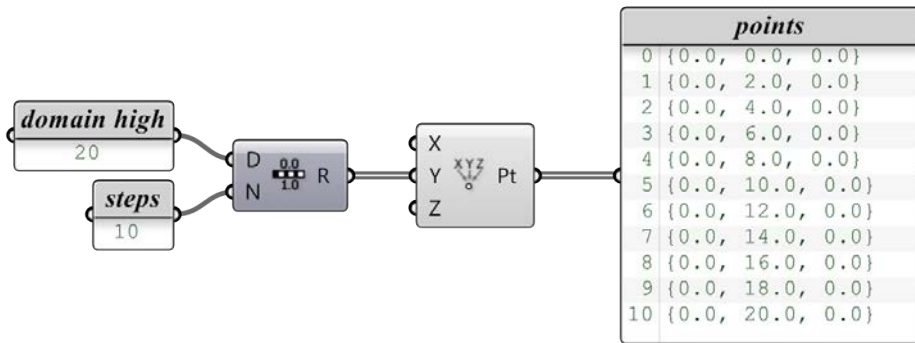 domain high
20
steps
10
D
N
0.0
1.0
R
X
Y
Z
X Y Z
Pt
points
0 {0.0, 0.0, 0.0}
1 {0.0, 2.0, 0.0}
2 {0.0, 4.0, 0.0}
3 {0.0, 6.0, 0.0}
4 {0.0, 8.0, 0.0}
5 {0.0, 10.0, 0.0}
6 {0.0, 12.0, 0.0}
7 {0.0, 14.0, 0.0}
8 {0.0, 16.0, 0.0}
9 {0.0, 18.0, 0.0}
10 {0.0, 20.0, 0.0}